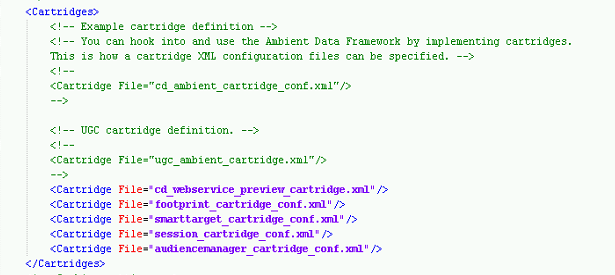 <Cartridges>
<!-- Example cartridge definition -->
<!-- You can hook into and use the Ambient Data Framework by implementing cartridges.
This is how a cartridge XML configuration files can be specified. -->
<!--
<Cartridge File="cd_ambient_cartridge_conf.xml"/>
-->
<!-- UGC cartridge definition. -->
<!--
<Cartridge File="ugc_ambient_cartridge.xml"/>
-->
<Cartridge File="cd_webservice_preview_cartridge.xml"/>
<Cartridge File="footprint_cartridge_conf.xml"/>
<Cartridge File="smarttarget_cartridge_conf.xml"/>
<Cartridge File="session_cartridge_conf.xml"/>
<Cartridge File="audiencemanager_cartridge_conf.xml"/>
</Cartridges>